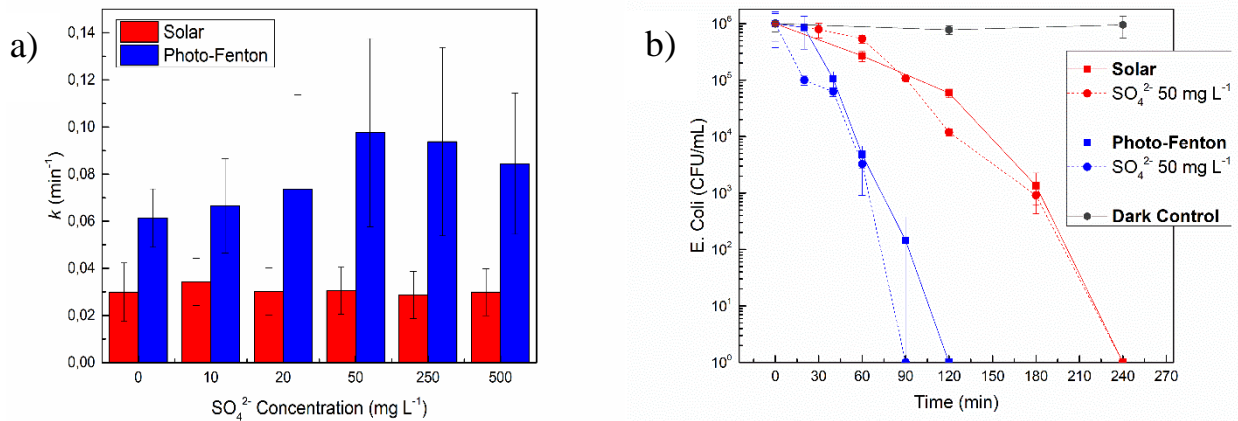 a)
Solar
Photo-Fenton
0,14
0,12
0,10
0,08
0,06
0,04
0,02
0,00
k (min⁻¹)
0 10 20 50 250 500
SO₄²⁻ Concentration (mg L⁻¹)
b)
10⁶
10⁵
10⁴
10³
10²
10¹
10⁰
E. Coli (CFU/mL)
Solar
SO₄²⁻ 50 mg L⁻¹
Photo-Fenton
SO₄²⁻ 50 mg L⁻¹
Dark Control
0 30 60 90 120 150 180 210 240 270
Time (min)